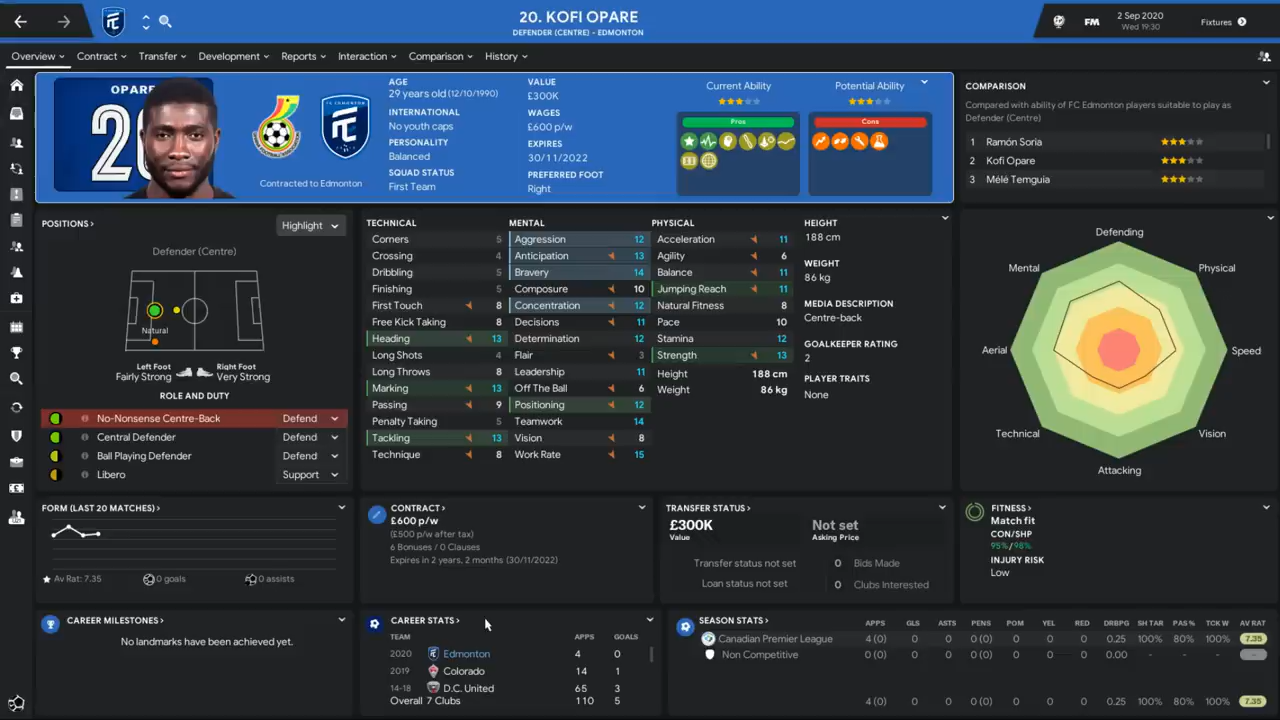 20. KOFI OPARE
DEFENDER (CENTRE) - EDMONTON
FM
2 Sep 2020
Wed 19:30
Fixtures
Overview
Contract
Transfer
Development
Reports
Interaction
Comparison
History
OPARE
20
Contracted to Edmonton
AGE
29 years old (12/10/1990)
INTERNATIONAL
No youth caps
PERSONALITY
Balanced
SQUAD STATUS
First Team
VALUE
£300K
WAGES
£600 p/w
EXPIRES
30/11/2022
PREFERRED FOOT
Right
Current Ability
Pros
Potential Ability
Cons
COMPARISON
Compared with ability of FC Edmonton players suitable to play as
Defender (Centre)
1 Ramón Soria
2 Kofi Opare
3 Mélé Temguia
POSITIONS>
Highlight
Defender (Centre)
Natural
Left Foot
Fairly Strong
Right Foot
Very Strong
ROLE AND DUTY
No-Nonsense Centre-Back Defend
Central Defender Defend
Ball Playing Defender Defend
Libero Support
TECHNICAL
Corners 5
Crossing 4
Dribbling 5
Finishing 5
First Touch 8
Free Kick Taking 8
Heading 13
Long Shots 4
Long Throws 8
Marking 13
Passing 9
Penalty Taking 5
Tackling 13
Technique 8
MENTAL
Aggression 12
Anticipation 13
Bravery 14
Composure 10
Concentration 12
Decisions 11
Determination 12
Flair 3
Leadership 11
Off The Ball 6
Positioning 12
Teamwork 14
Vision 8
Work Rate 15
PHYSICAL
Acceleration 11
Agility 6
Balance 11
Jumping Reach 11
Natural Fitness 8
Pace 10
Stamina 12
Strength 13
Height 188 cm
Weight 86 kg
HEIGHT
188 cm
WEIGHT
86 kg
MEDIA DESCRIPTION
Centre-back
GOALKEEPER RATING
2
PLAYER TRAITS
None
Defending
Mental
Physical
Aerial
Speed
Technical
Vision
Attacking
FORM (LAST 20 MATCHES)>
Av Rat: 7.35
0 goals
0 assists
CONTRACT>
£600 p/w
(£500 p/w after tax)
6 Bonuses / 0 Clauses
Expires in 2 years, 2 months (30/11/2022)
TRANSFER STATUS>
£300K
Value
Not set
Asking Price
Transfer status not set
0 Bids Made
Loan status not set
0 Clubs Interested
FITNESS>
Match fit
CON/SHP
95% / 98%
INJURY RISK
Low
CAREER MILESTONES>
No landmarks have been achieved yet.
CAREER STATS>
TEAM APPS GOALS
2020 Edmonton 4 0
2019 Colorado 14 1
14-18 D.C. United 65 3
Overall 7 Clubs 110 5
SEASON STATS> APPS GLS ASTS PENS POM YEL RED DRBPG SH TAR PAS % TCK W AV RAT
Canadian Premier League 4 (0) 0 0 0 (0) 0 0 0 0.25 100% 80% 100% 7.35
Non Competitive 0 (0) 0 0 0 (0) 0 0 0 0.00 - - - -
4 (0) 0 0 0 (0) 0 0 0 0.25 100% 80% 100% 7.35